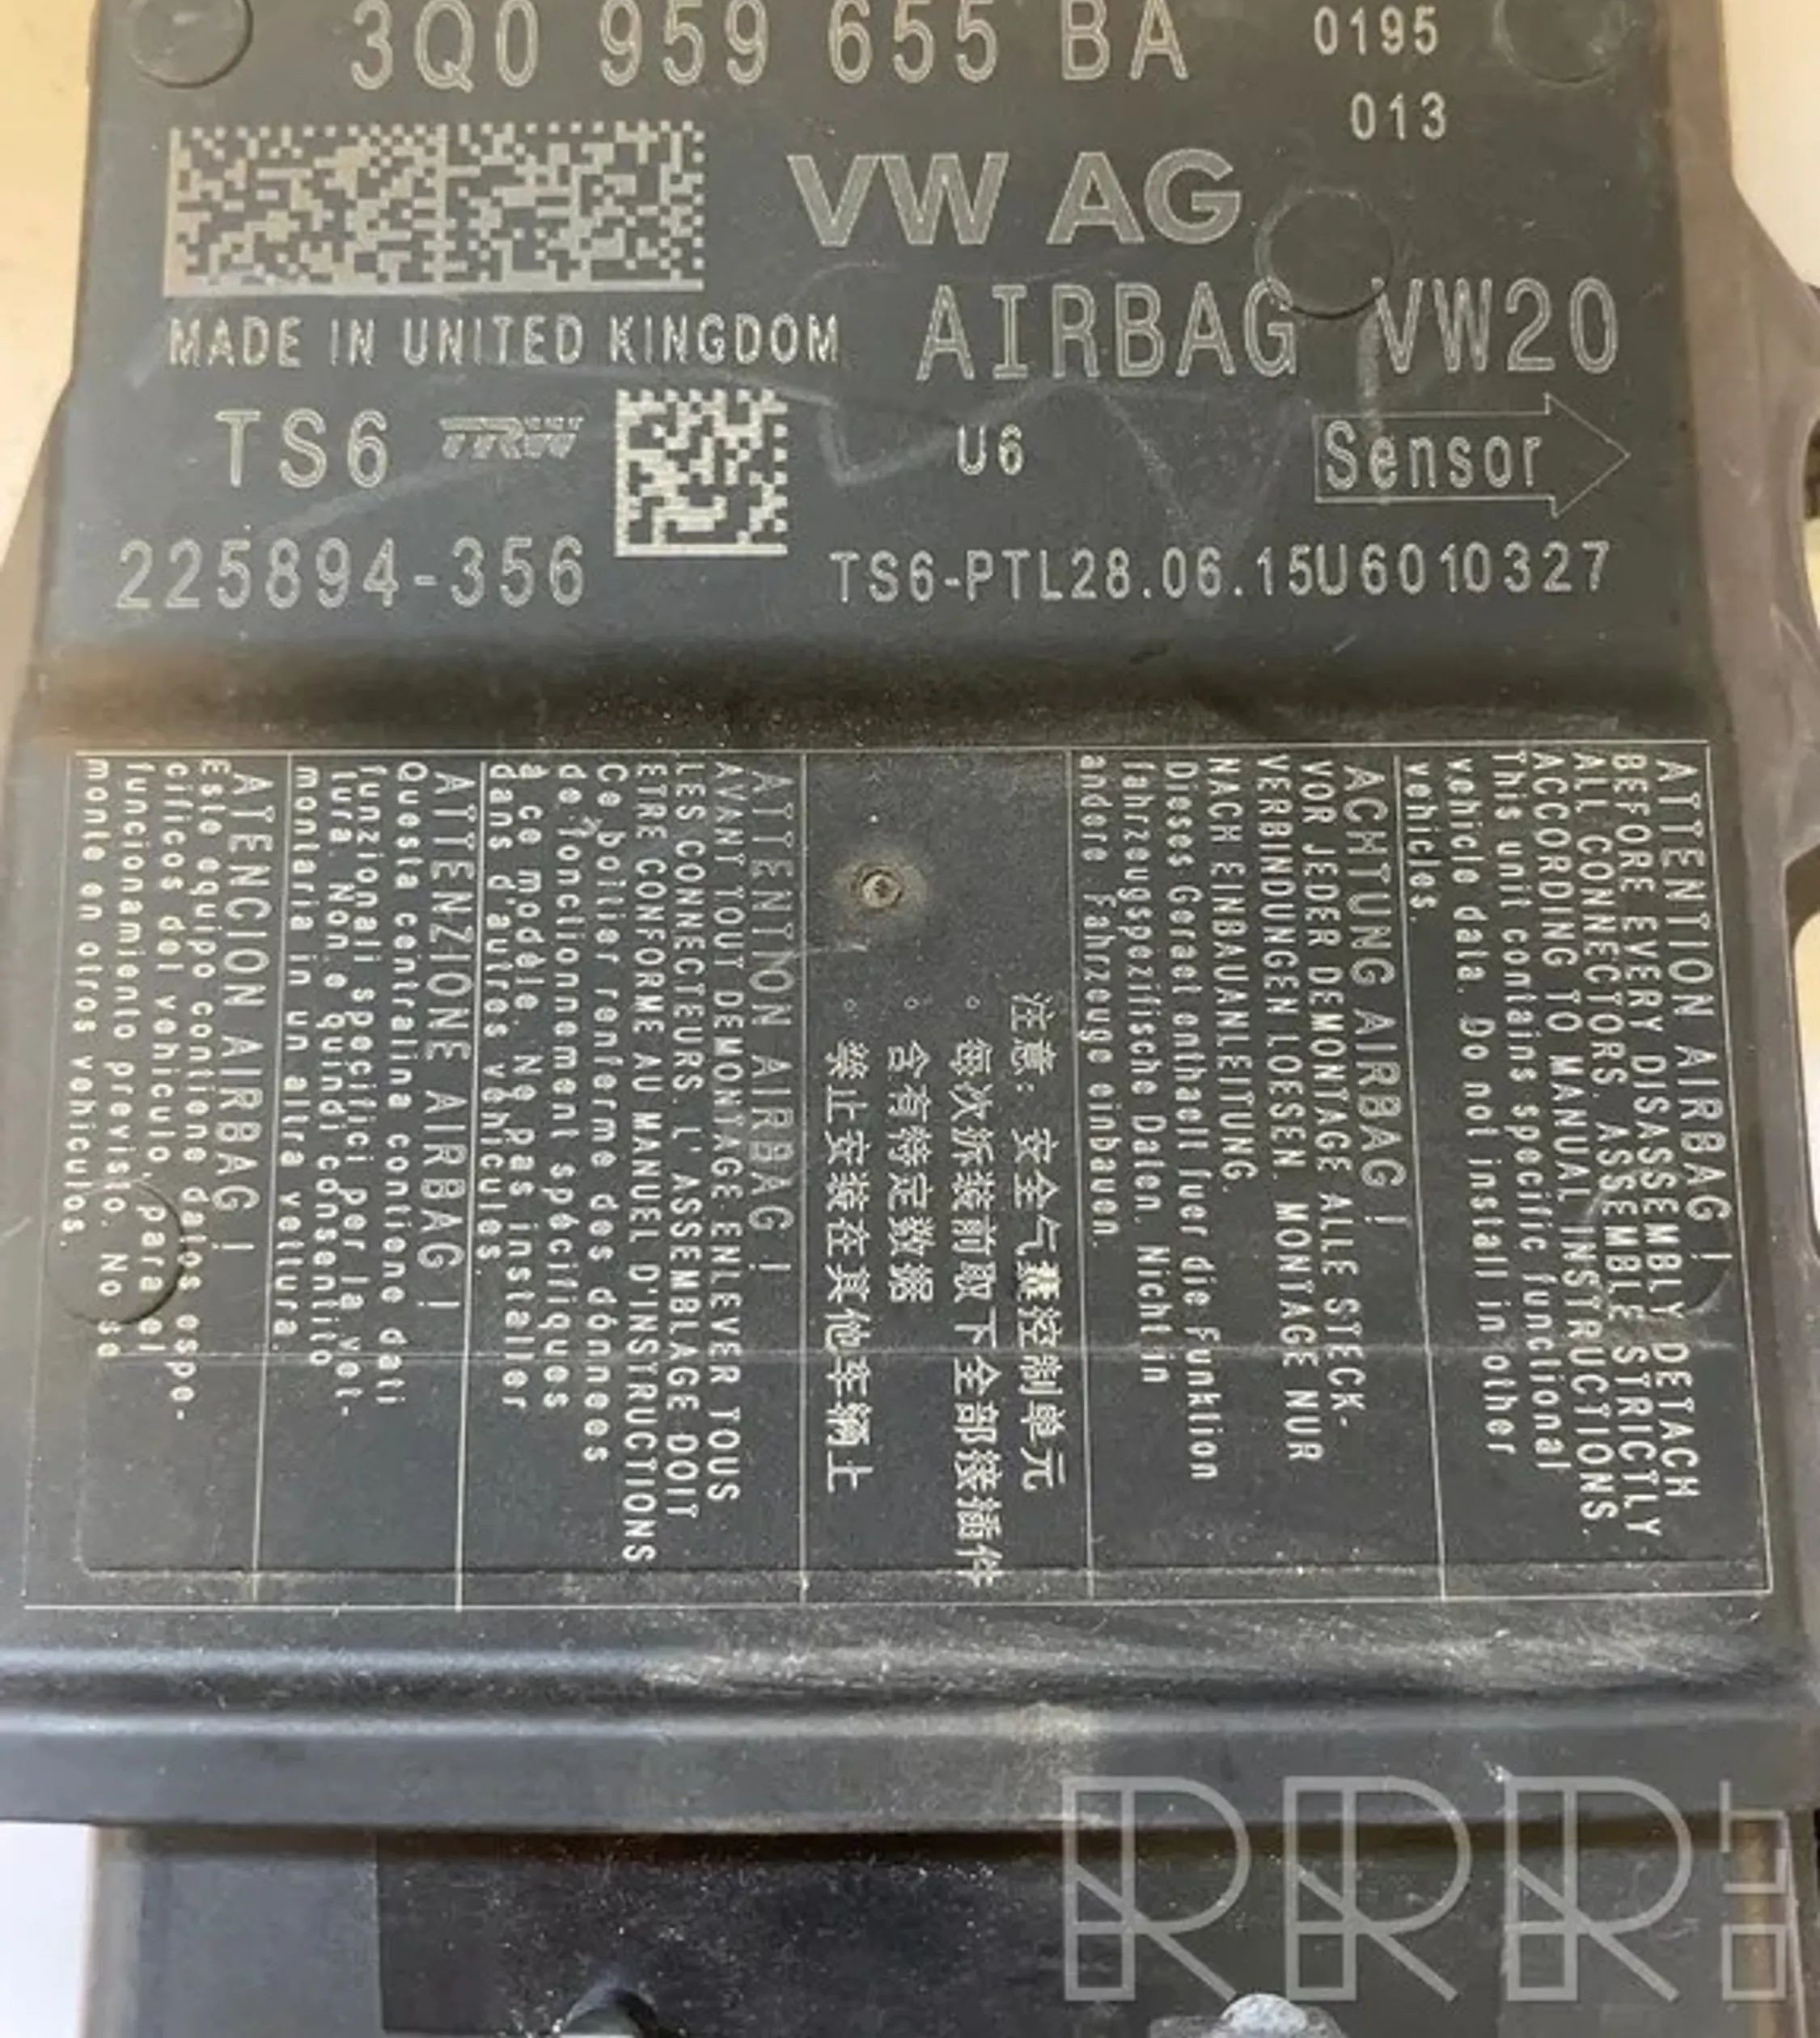 3Q0 959 655 BA
0195
013
VW AG
MADE IN UNITED KINGDOM
AIRBAG VW20
TS6 TRW
U6
Sensor
225894-356
TS6-PTL28.06.15U6010327
ATTENTION AIRBAG !
BEFORE EVERY DISASSEMBLY DETACH
ALL CONNECTORS. ASSEMBLE STRICTLY
ACCORDING TO MANUAL INSTRUCTIONS.
This unit contains specific functional
vehicle data. Do not install in other
vehicles.
ACHTUNG AIRBAG !
VOR JEDER DEMONTAGE ALLE STECK-
VERBINDUNGEN LOESEN. MONTAGE NUR
NACH EINBAUANLEITUNG.
Dieses Geraet enthaelt fuer die Funktion
fahrzeugspezifische Daten. Nicht in
andere Fahrzeuge einbauen.
注意: 安全气囊控制单元
。每次拆装前取下全部接插件
。含有特定数据
。禁止安装在其他车辆上
ATTENTION AIRBAG !
AVANT TOUT DEMONTAGE ENLEVER TOUS
LES CONNECTEURS. L'ASSEMBLAGE DOIT
ETRE CONFORME AU MANUEL D'INSTRUCTIONS
Ce boîtier renferme des données
de fonctionnement spécifiques
à ce modèle. Ne pas installer
dans d'autres véhicules.
ATTENZIONE AIRBAG !
Questa centralina contiene dati
funzionali specifici per la vet-
tura. Non e quindi consentito
montarla in un altra vettura.
ATENCION AIRBAG !
Este equipo contiene datos espe-
cificos del vehiculo, para el
funcionamiento previsto. No se
monte en otros vehiculos.
RRR.LT